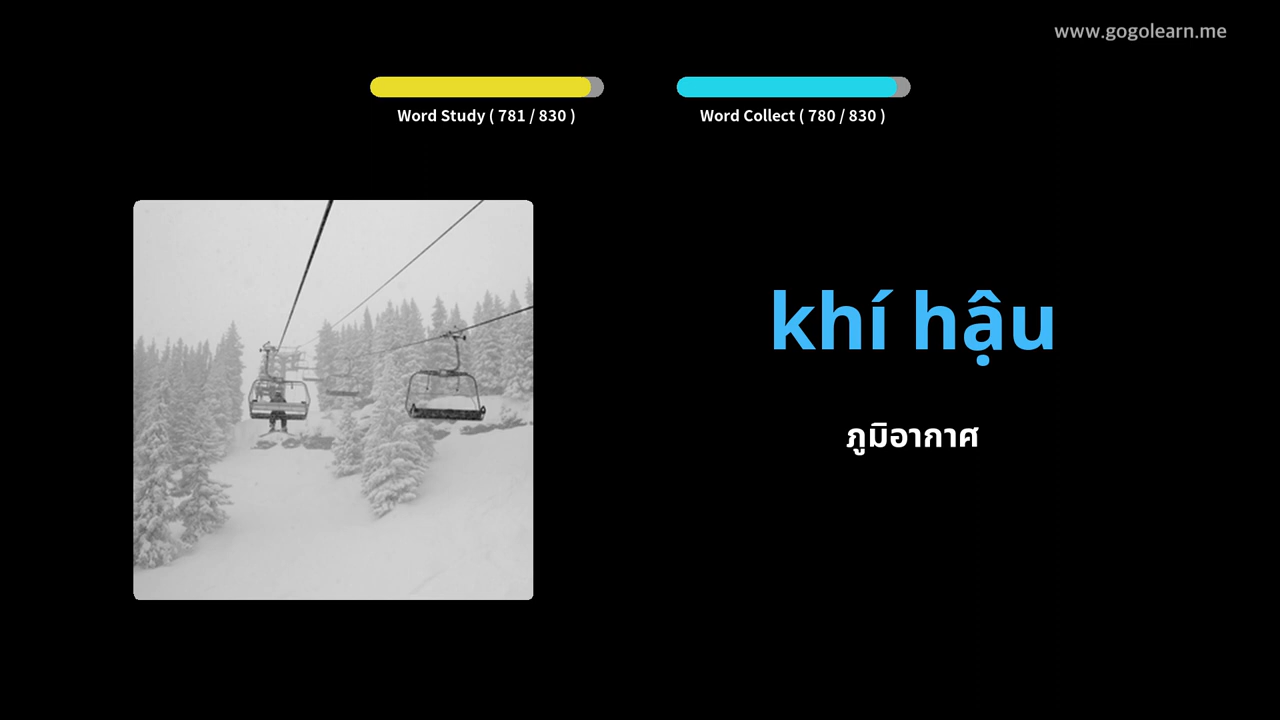 www.gogolearn.me
Word Study ( 781 / 830 )
Word Collect ( 780 / 830 )
khí hậu
ภูมิอากาศ